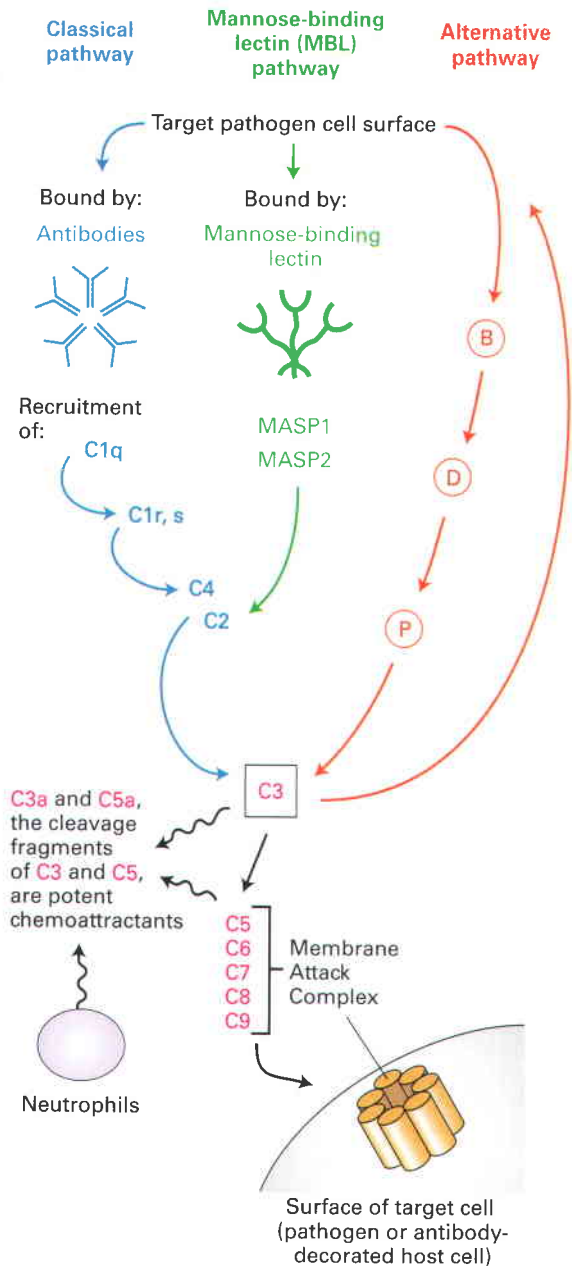 Classical
pathway
Mannose-binding
lectin (MBL)
pathway
Alternative
pathway
Target pathogen cell surface
Bound by:
Antibodies
Bound by:
Mannose-binding
lectin
B
Recruitment
of:
C1q
MASP1
MASP2
D
C1r, s
C4
C2
P
C3
C3a and C5a,
the cleavage
fragments
of C3 and C5,
are potent
chemoattractants
C5
C6
C7
C8
C9
Membrane
Attack
Complex
Neutrophils
Surface of target cell
(pathogen or antibody-
decorated host cell)